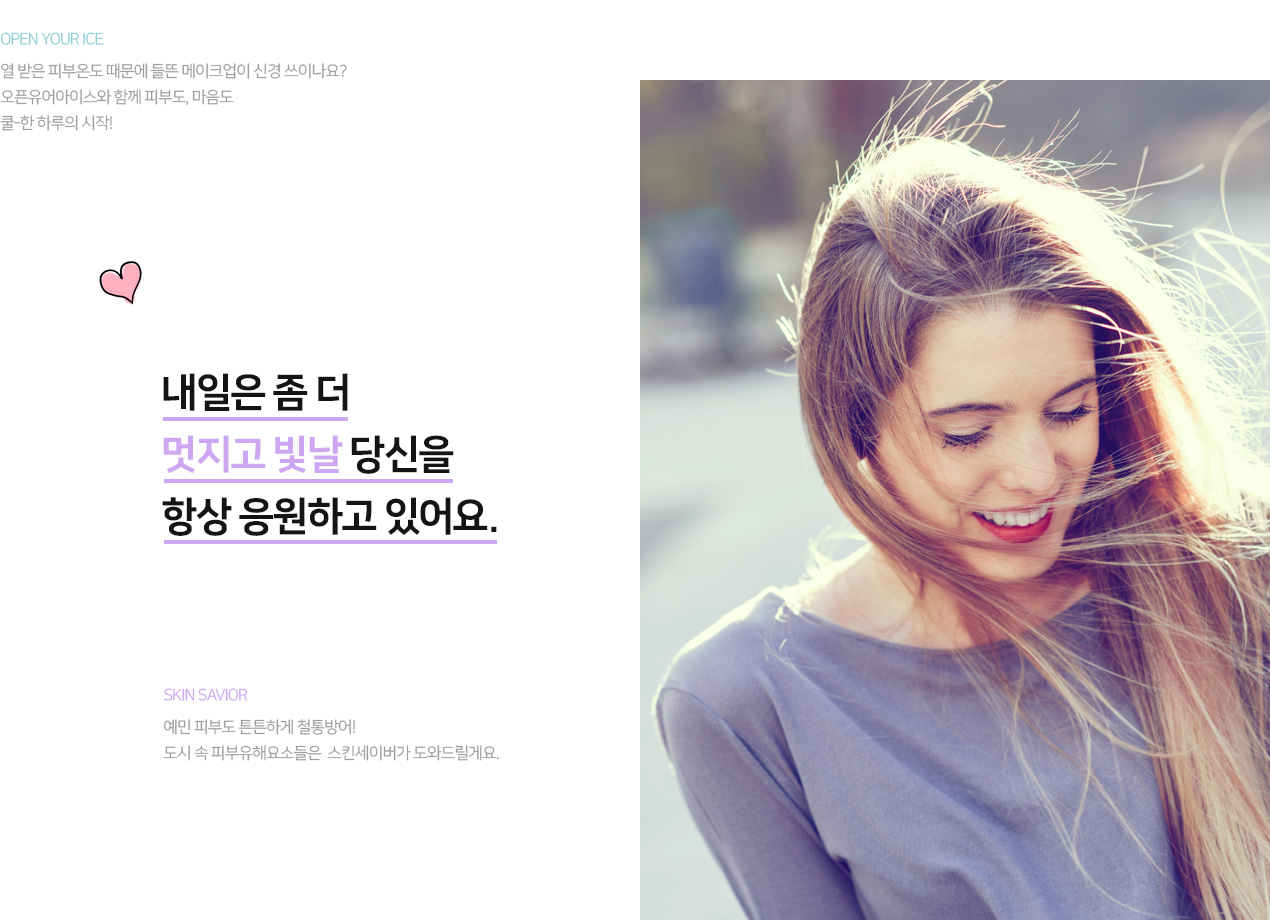 OPEN YOUR ICE
열 받은 피부온도 때문에 들뜬 메이크업이 신경 쓰이나요?
오픈유어아이스와 함께 피부도, 마음도
쿨~한 하루의 시작!
내일은 좀 더
멋지고 빛날 당신을
항상 응원하고 있어요.
SKIN SAVIOR
예민 피부도 튼튼하게 철통방어!
도시 속 피부유해요소들은 스킨세이버가 도와드릴게요.